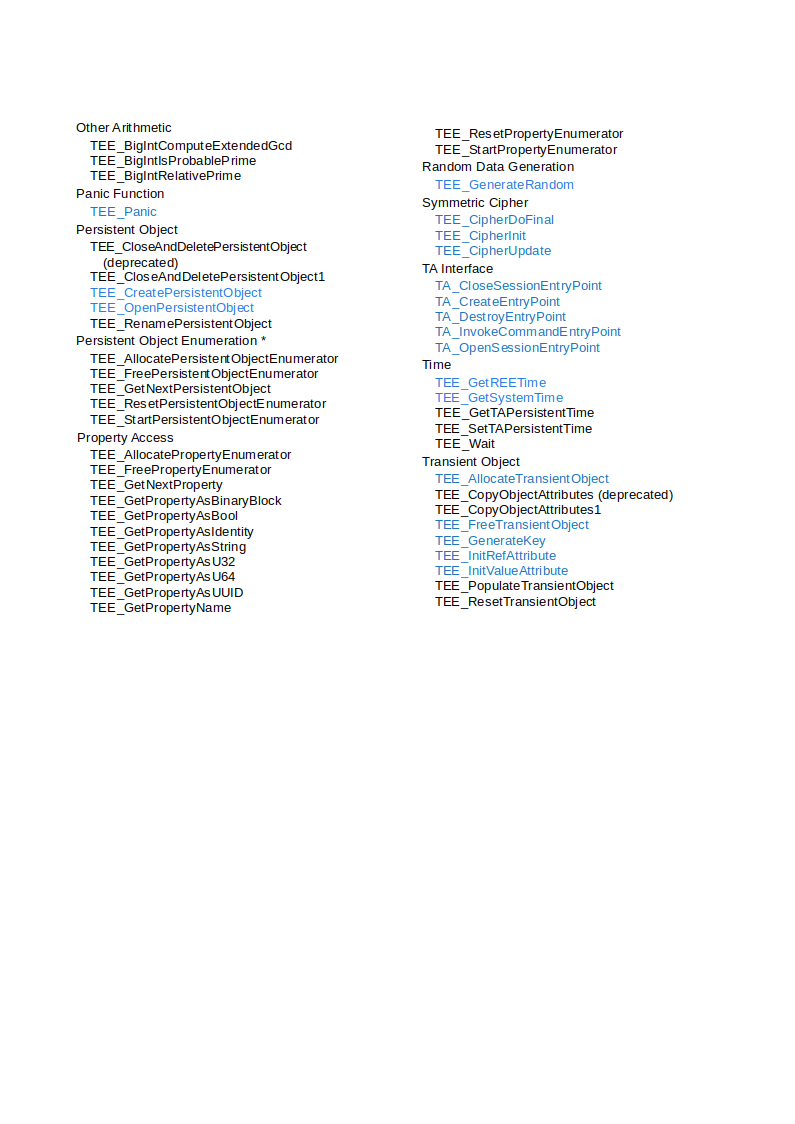 Other Arithmetic
TEE_BigIntComputeExtendedGcd
TEE_BigIntIsProbablePrime
TEE_BigIntRelativePrime
Panic Function
TEE_Panic
Persistent Object
TEE_CloseAndDeletePersistentObject
(deprecated)
TEE_CloseAndDeletePersistentObject1
TEE_CreatePersistentObject
TEE_OpenPersistentObject
TEE_RenamePersistentObject
Persistent Object Enumeration *
TEE_AllocatePersistentObjectEnumerator
TEE_FreePersistentObjectEnumerator
TEE_GetNextPersistentObject
TEE_ResetPersistentObjectEnumerator
TEE_StartPersistentObjectEnumerator
Property Access
TEE_AllocatePropertyEnumerator
TEE_FreePropertyEnumerator
TEE_GetNextProperty
TEE_GetPropertyAsBinaryBlock
TEE_GetPropertyAsBool
TEE_GetPropertyAsIdentity
TEE_GetPropertyAsString
TEE_GetPropertyAsU32
TEE_GetPropertyAsU64
TEE_GetPropertyAsUUID
TEE_GetPropertyName
TEE_ResetPropertyEnumerator
TEE_StartPropertyEnumerator
Random Data Generation
TEE_GenerateRandom
Symmetric Cipher
TEE_CipherDoFinal
TEE_CipherInit
TEE_CipherUpdate
TA Interface
TA_CloseSessionEntryPoint
TA_CreateEntryPoint
TA_DestroyEntryPoint
TA_InvokeCommandEntryPoint
TA_OpenSessionEntryPoint
Time
TEE_GetREETime
TEE_GetSystemTime
TEE_GetTAPersistentTime
TEE_SetTAPersistentTime
TEE_Wait
Transient Object
TEE_AllocateTransientObject
TEE_CopyObjectAttributes (deprecated)
TEE_CopyObjectAttributes1
TEE_FreeTransientObject
TEE_GenerateKey
TEE_InitRefAttribute
TEE_InitValueAttribute
TEE_PopulateTransientObject
TEE_ResetTransientObject